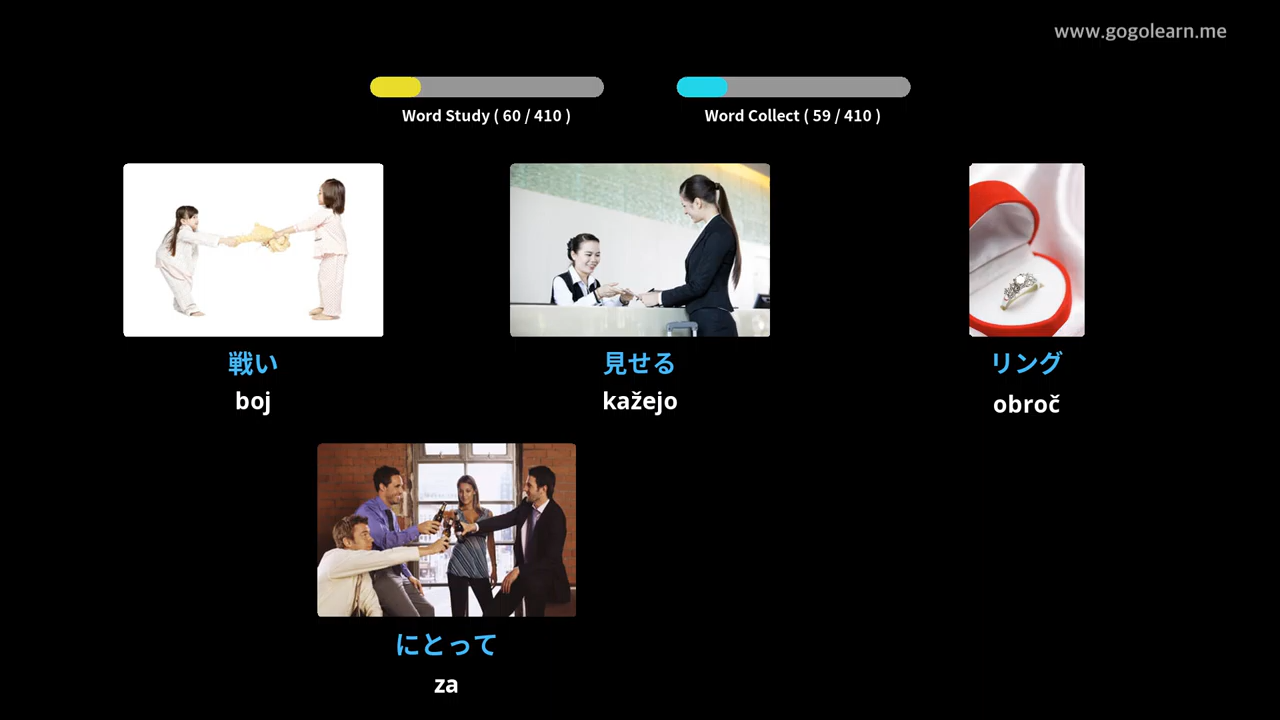 www.gogolearn.me
Word Study ( 60 / 410 )
Word Collect ( 59 / 410 )
戦い
boj
見せる
kažejo
リング
obroč
にとって
za